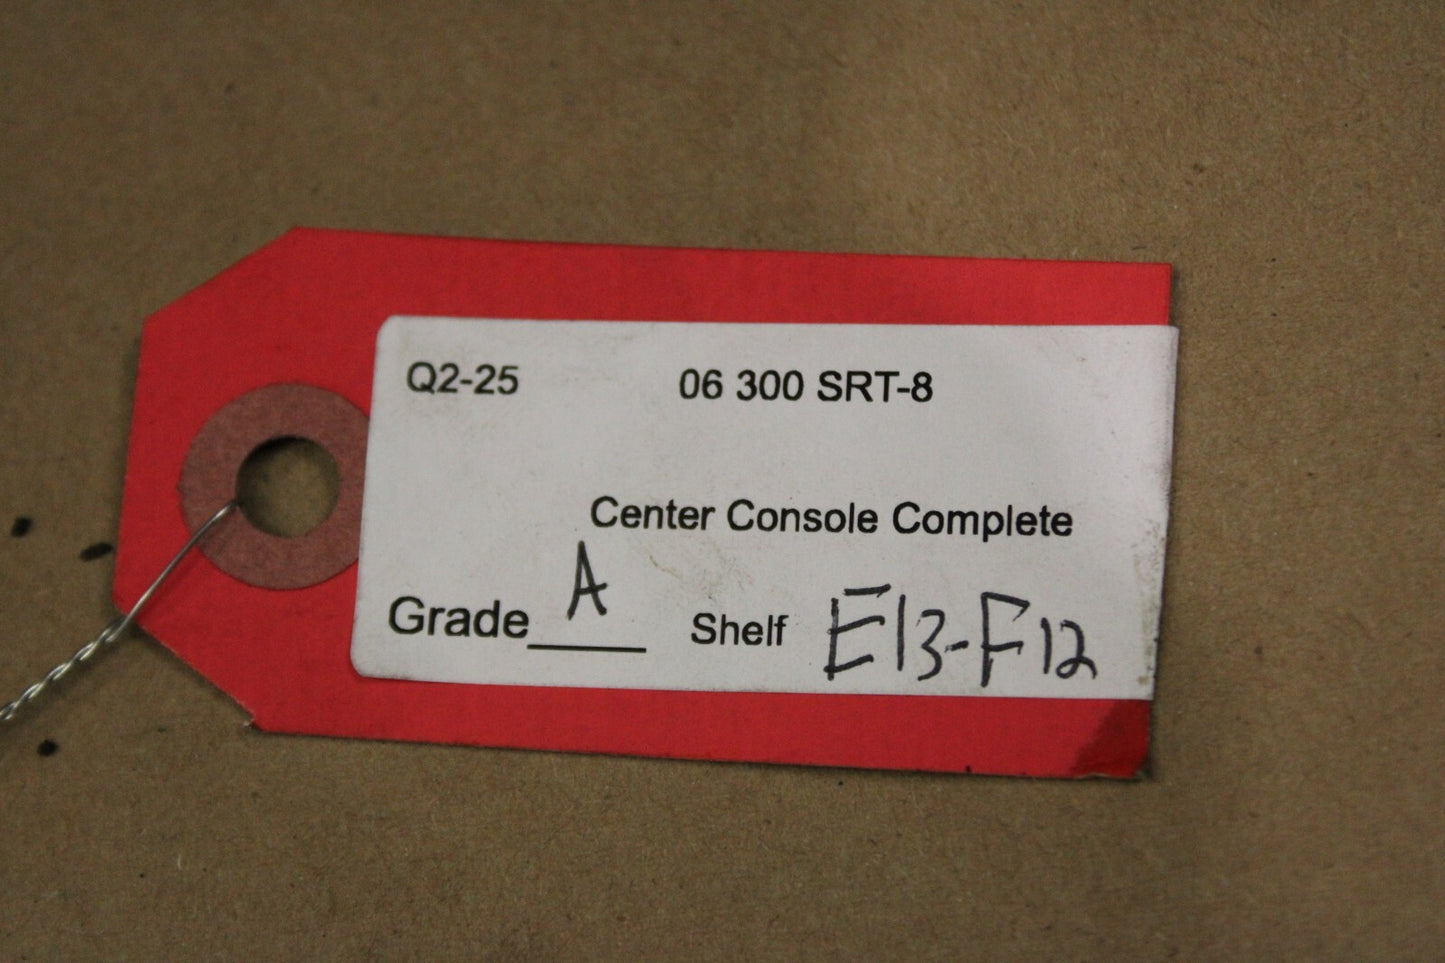 Q2-25 06 300 SRT-8
Center Console Complete
Grade A Shelf E13-F12